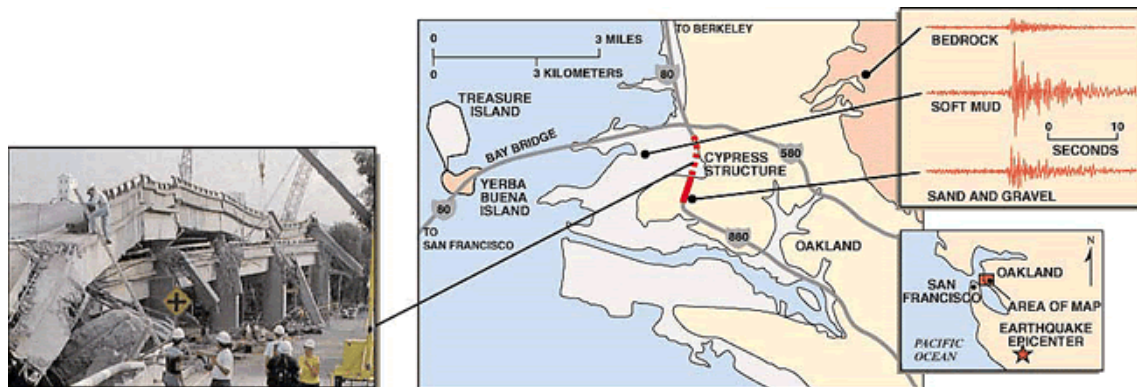 TO BERKELEY
0
3 MILES
0
3 KILOMETERS
80
TREASURE
ISLAND
BAY BRIDGE
YERBA
BUENA
ISLAND
80
TO
SAN FRANCISCO
CYPRESS
STRUCTURE
580
880
OAKLAND
BEDROCK
SOFT MUD
0
10
SECONDS
SAND AND GRAVEL
N
SAN
FRANCISCO
OAKLAND
AREA OF MAP
EARTHQUAKE
EPICENTER
PACIFIC
OCEAN